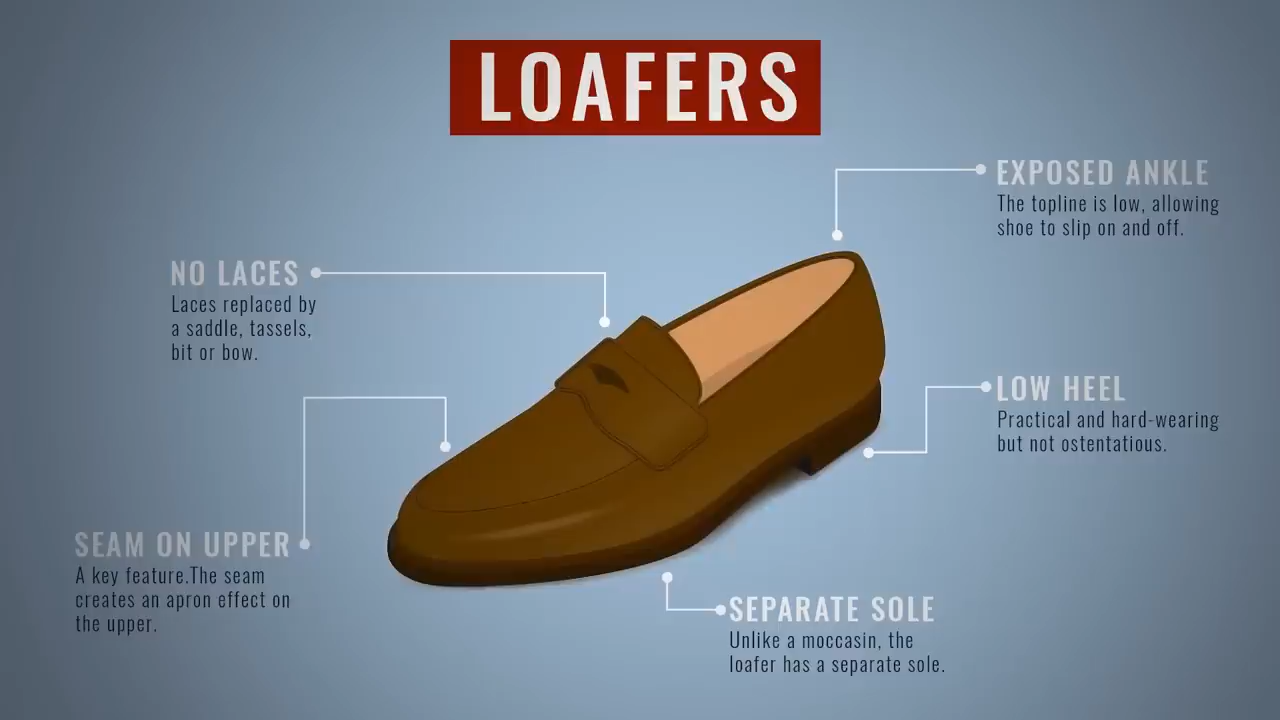 LOAFERS
EXPOSED ANKLE
The topline is low, allowing
shoe to slip on and off.
NO LACES
Laces replaced by
a saddle, tassels,
bit or bow.
LOW HEEL
Practical and hard-wearing
but not ostentatious.
SEAM ON UPPER
A key feature.The seam
creates an apron effect on
the upper.
SEPARATE SOLE
Unlike a moccasin, the
loafer has a separate sole.